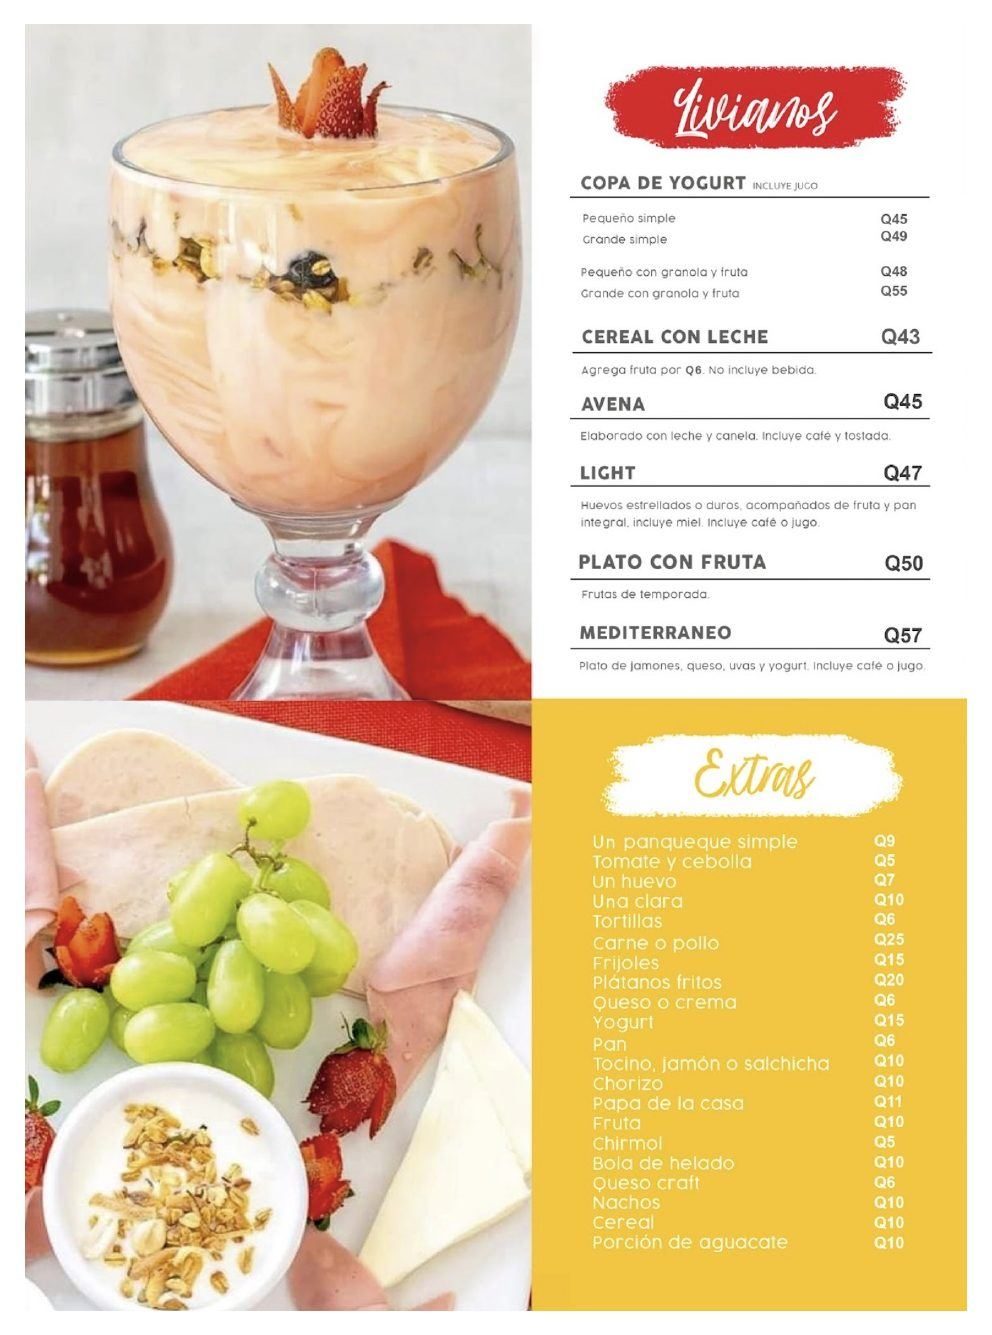 Livianos
COPA DE YOGURT INCLUYE JUGO
Pequeño simple Q45
Grande simple Q49
Pequeño con granola y fruta Q48
Grande con granola y fruta Q55
CEREAL CON LECHE Q43
Agrega fruta por Q6. No incluye bebida.
AVENA Q45
Elaborado con leche y canela. Incluye café y tostada.
LIGHT Q47
Huevos estrellados o duros, acompañados de fruta y pan
integral, incluye miel. Incluye café o jugo.
PLATO CON FRUTA Q50
Frutas de temporada.
MEDITERRANEO Q57
Plato de jamones, queso, uvas y yogurt. Incluye café o jugo.
Extras
Un panqueque simple Q9
Tomate y cebolla Q5
Un huevo Q7
Una clara Q10
Tortillas Q6
Carne o pollo Q25
Frijoles Q15
Plátanos fritos Q20
Queso o crema Q6
Yogurt Q15
Pan Q6
Tocino, jamón o salchicha Q10
Chorizo Q10
Papa de la casa Q11
Fruta Q10
Chirmol Q5
Bola de helado Q10
Queso craft Q6
Nachos Q10
Cereal Q10
Porción de aguacate Q10